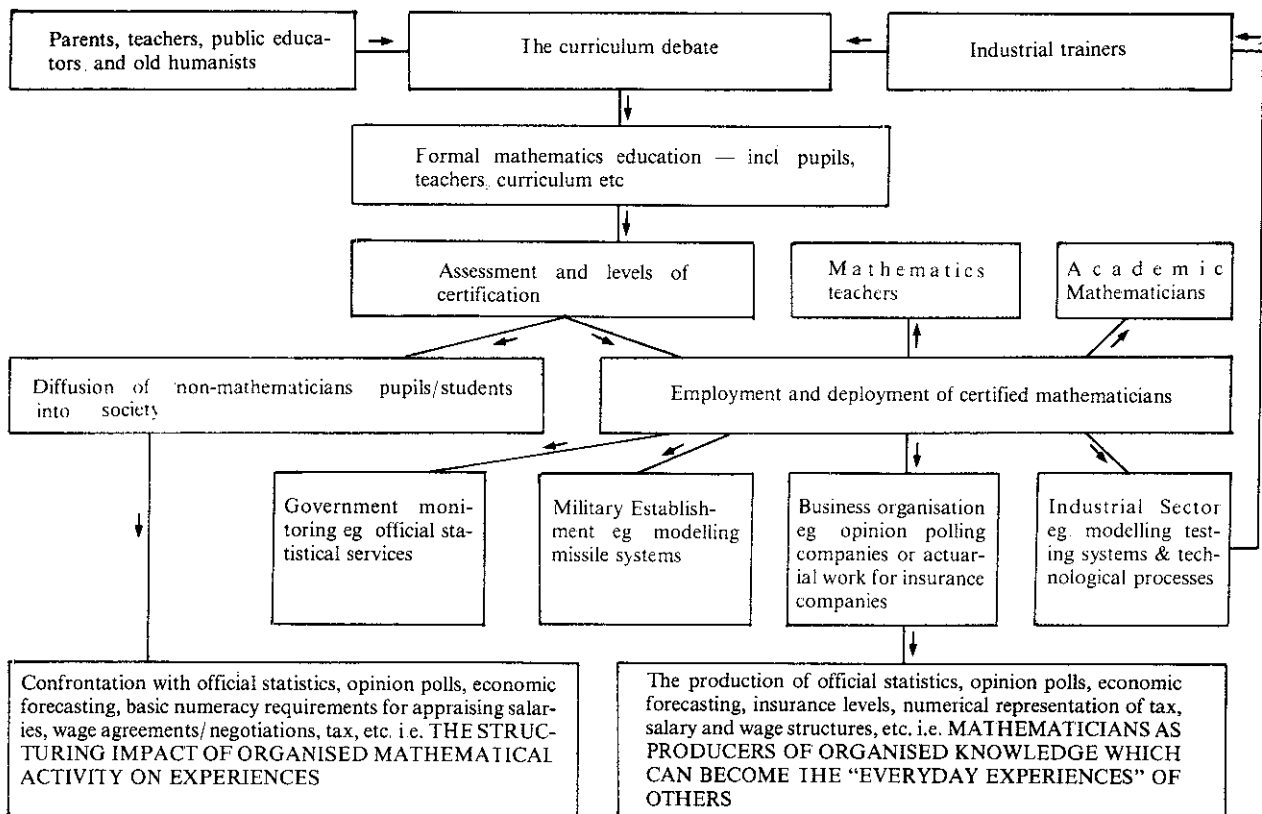 Parents, teachers, public educa-
tors, and old humanists
The curriculum debate
Industrial trainers
Formal mathematics education — incl pupils,
teachers, curriculum etc
Assessment and levels of
certification
Mathematics
teachers
Academic
Mathematicians
Diffusion of non-mathematicians pupils/students
into society
Employment and deployment of certified mathematicians
Government moni-
toring eg official sta-
tistical services
Military Establish-
ment eg modelling
missile systems
Business organisation
eg opinion polling
companies or actuar-
ial work for insurance
companies
Industrial Sector
eg. modelling test-
ing systems & tech-
nological processes
Confrontation with official statistics, opinion polls, economic
forecasting, basic numeracy requirements for appraising salar-
ies, wage agreements/negotiations, tax, etc. i.e. THE STRUC-
TURING IMPACT OF ORGANISED MATHEMATICAL
ACTIVITY ON EXPERIENCES
The production of official statistics, opinion polls, economic
forecasting, insurance levels, numerical representation of tax,
salary and wage structures, etc. i.e. MATHEMATICIANS AS
PRODUCERS OF ORGANISED KNOWLEDGE WHICH
CAN BECOME THE “EVERYDAY EXPERIENCES” OF
OTHERS